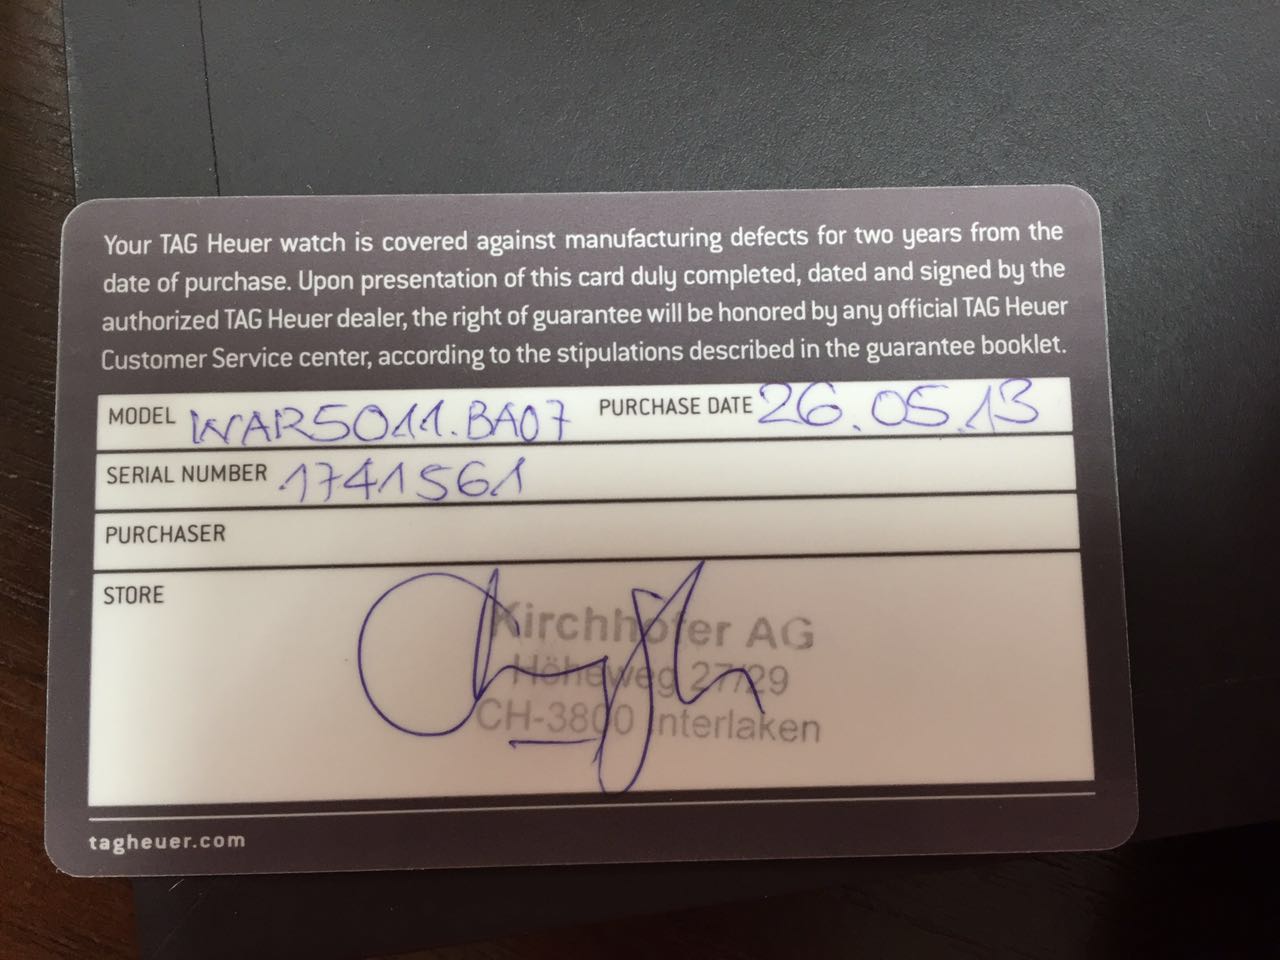 Your TAG Heuer watch is covered against manufacturing defects for two years from the
date of purchase. Upon presentation of this card duly completed, dated and signed by the
authorized TAG Heuer dealer, the right of guarantee will be honored by any official TAG Heuer
Customer Service center, according to the stipulations described in the guarantee booklet.
MODEL WAR5011.BA07 PURCHASE DATE 26.05.13
SERIAL NUMBER 1741561
PURCHASER
STORE
Kirchhofer AG
Höheweg 27/29
CH-3800 Interlaken
tagheuer.com